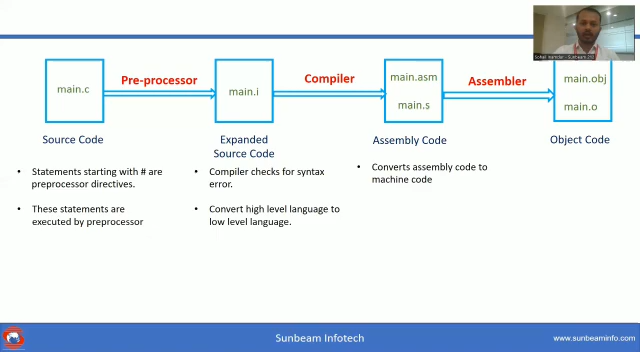 Sohail Inamdar - Sunbeam
main.c
Pre-processor
main.i
Compiler
main.asm
main.s
Assembler
main.obj
main.o
Source Code
Expanded
Source Code
Assembly Code
Object Code
• Statements starting with # are
preprocessor directives.
• These statements are
executed by preprocessor
• Compiler checks for syntax
error.
• Convert high level language to
low level language.
• Converts assembly code to
machine code
Sunbeam Infotech
www.sunbeaminfo.com